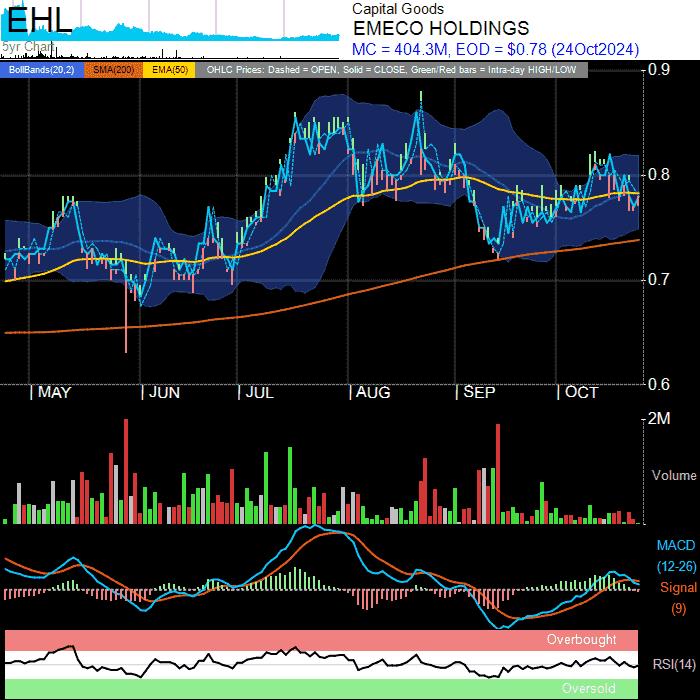 EHL
5yr Chart
Capital Goods
EMECO HOLDINGS
MC = 404.3M, EOD = $0.78 (24Oct2024)
BollBands(20,2) SMA(200) EMA(50) OHLC Prices: Dashed = OPEN, Solid = CLOSE, Green/Red bars = Intra-day HIGH/LOW
0.9
0.8
0.7
0.6
MAY JUN JUL AUG SEP OCT
2M
Volume
MACD
(12-26)
Signal
(9)
Overbought
RSI(14)
Oversold